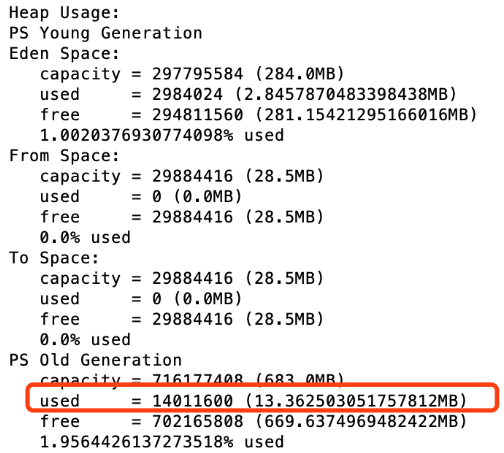 Heap Usage:
PS Young Generation
Eden Space:
   capacity = 297795584 (284.0MB)
   used     = 2984024 (2.8457870483398438MB)
   free     = 294811560 (281.15421295166016MB)
   1.0020376930774098% used
From Space:
   capacity = 29884416 (28.5MB)
   used     = 0 (0.0MB)
   free     = 29884416 (28.5MB)
   0.0% used
To Space:
   capacity = 29884416 (28.5MB)
   used     = 0 (0.0MB)
   free     = 29884416 (28.5MB)
   0.0% used
PS Old Generation
   capacity = 716177408 (683.0MB)
   used     = 14011600 (13.362503051757812MB)
   free     = 702165808 (669.6374969482422MB)
   1.9564426137273518% used